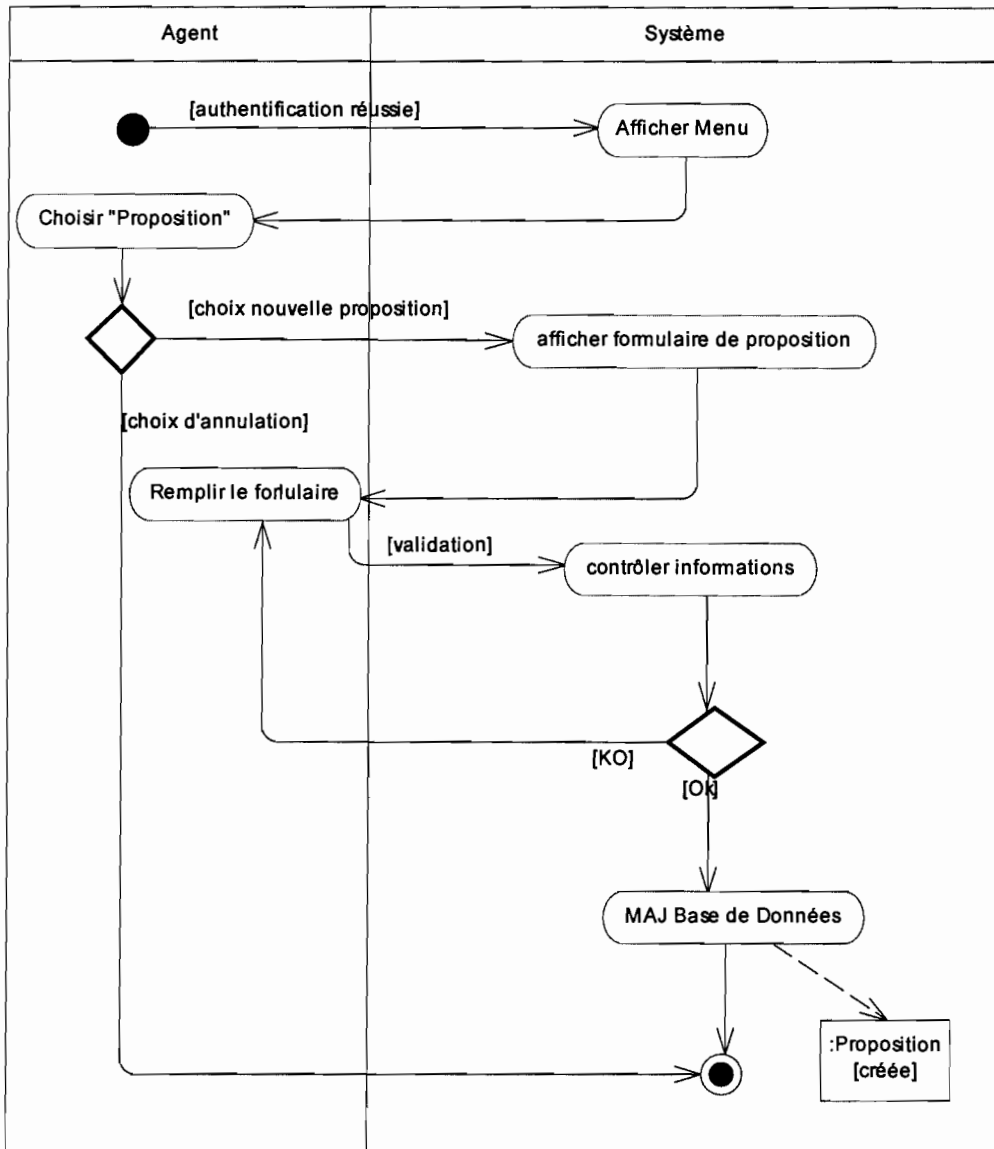 Agent
Système
[authentification réussie]
Afficher Menu
Choisir "Proposition"
[choix nouvelle proposition]
afficher formulaire de proposition
[choix d'annulation]
Remplir le forlulaire
[validation]
contrôler informations
[KO]
[Ok]
MAJ Base de Données
:Proposition
[créée]